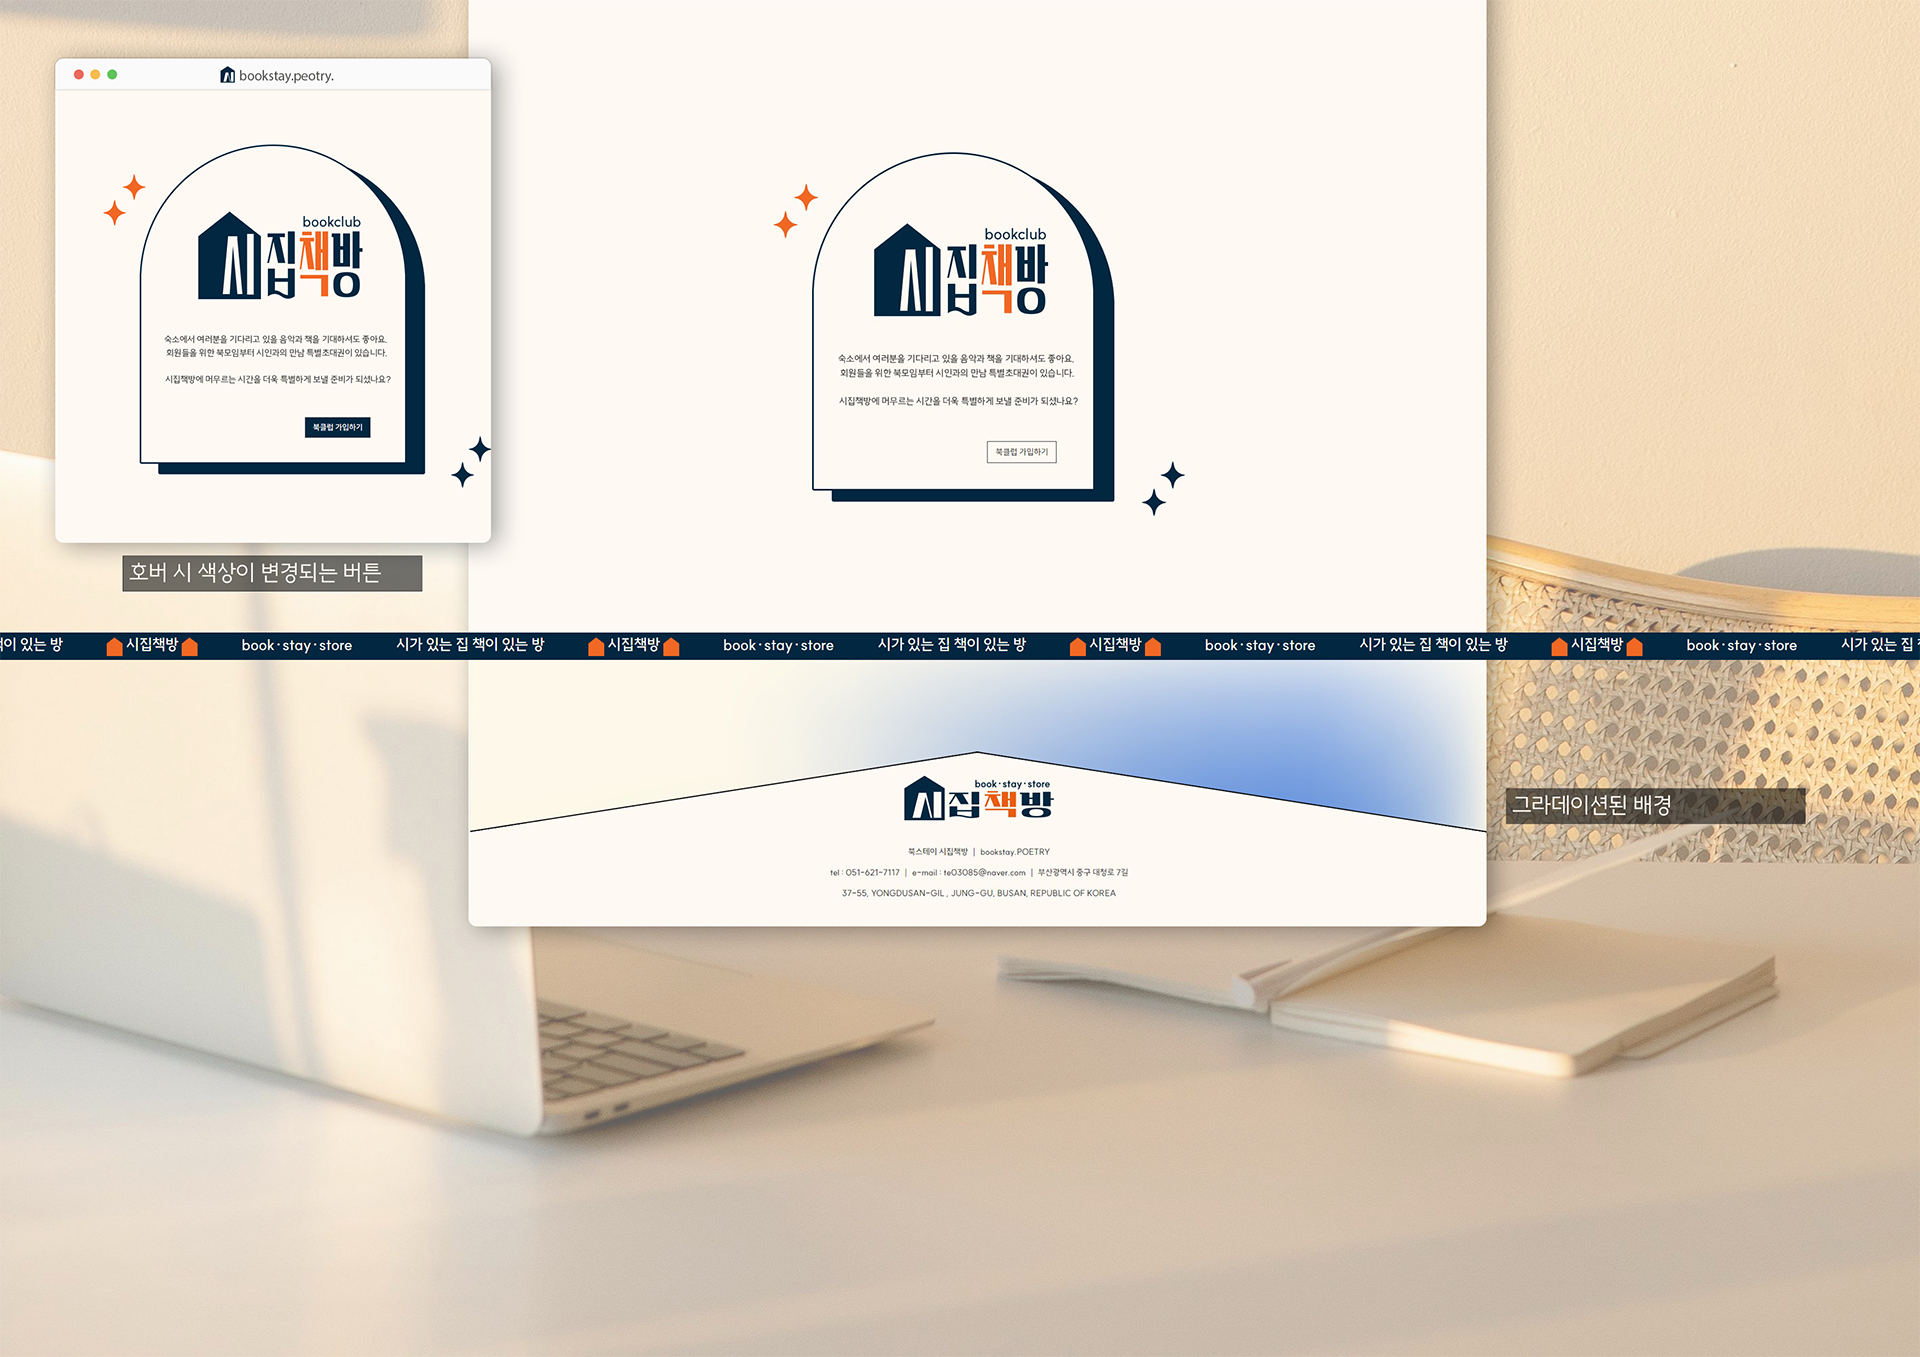 bookstay.peotry.
bookclub
시집책방
숙소에서 여러분을 기다리고 있을 음악과 책을 기대하셔도 좋아요.
회원들을 위한 북모임부터 시인과의 만남 특별초대권이 있습니다.
시집책방에 머무르는 시간을 더욱 특별하게 보낼 준비가 되셨나요?
북클럽 가입하기
호버 시 색상이 변경되는 버튼
bookclub
시집책방
숙소에서 여러분을 기다리고 있을 음악과 책을 기대하셔도 좋아요.
회원들을 위한 북모임부터 시인과의 만남 특별초대권이 있습니다.
시집책방에 머무르는 시간을 더욱 특별하게 보낼 준비가 되셨나요?
북클럽 가입하기
책이 있는 방 시집책방 book·stay·store 시가 있는 집 책이 있는 방 시집책방 book·stay·store 시가 있는 집 책이 있는 방 시집책방 book·stay·store 시가 있는 집 책이 있는 방 시집책방 book·stay·store 시가 있는 집
book·stay·store
시집책방
북스테이 시집책방 | bookstay.POETRY
tel : 051-621-7117 | e-mail : te03085@naver.com | 부산광역시 중구 대청로 7길
37-55, YONGDUSAN-GIL , JUNG-GU, BUSAN, REPUBLIC OF KOREA
그라데이션된 배경